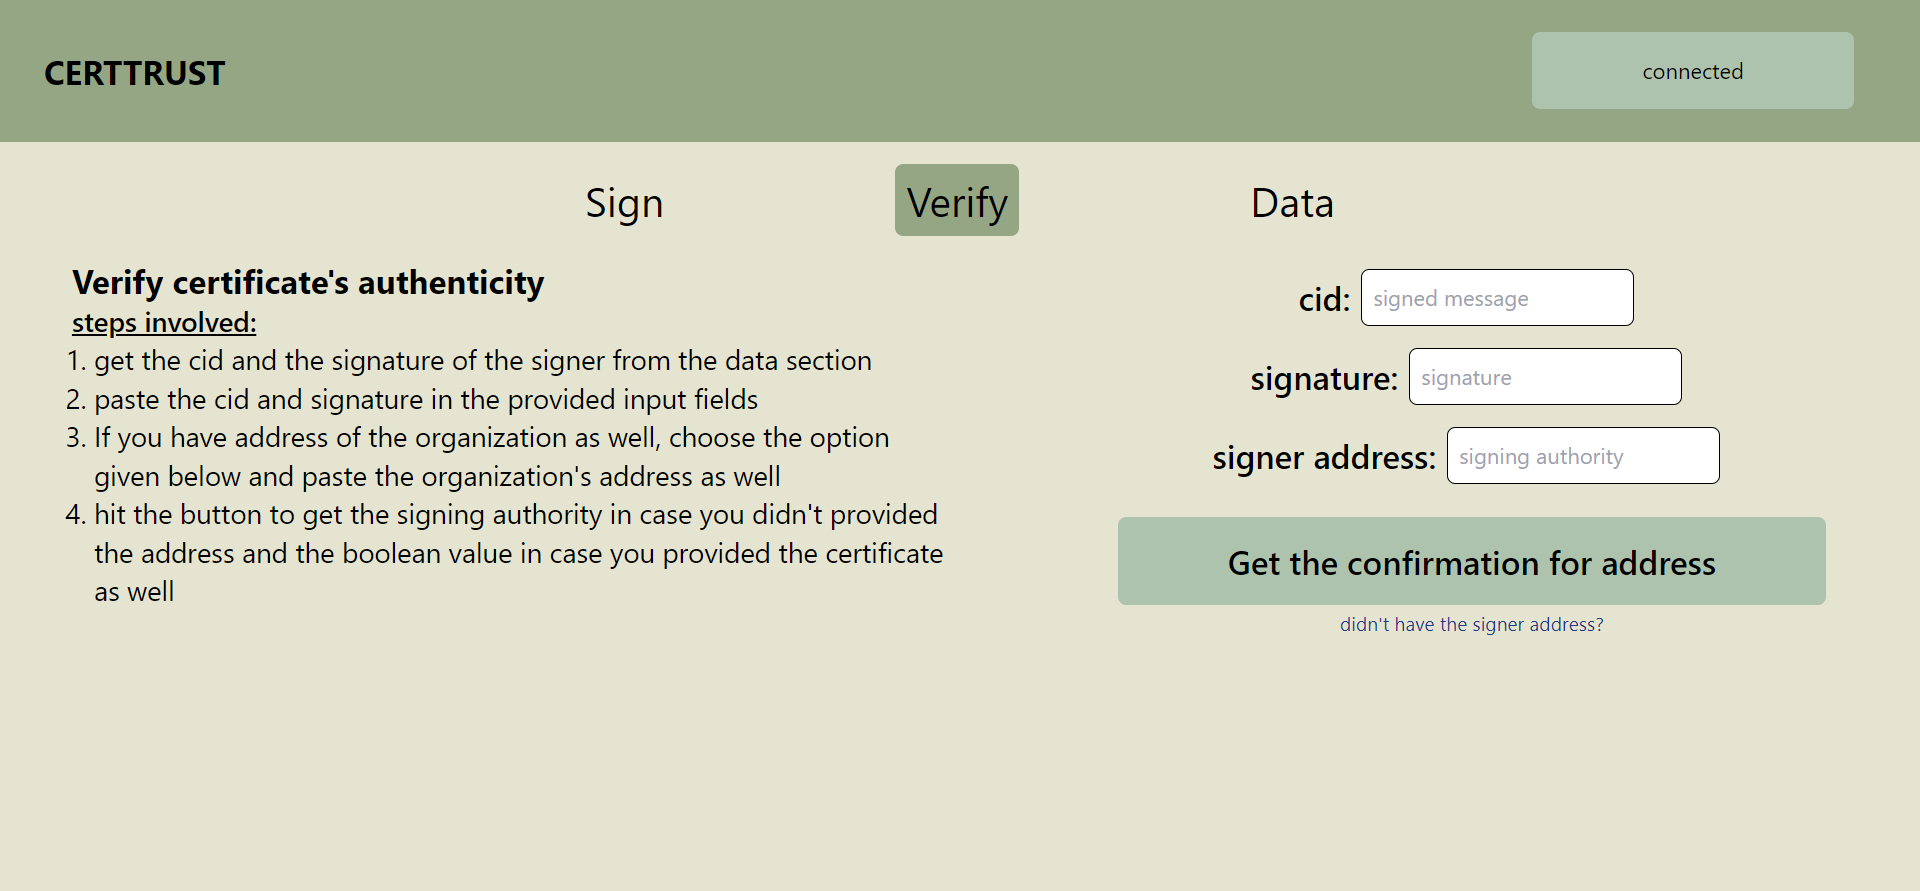 CERTTRUST
connected
Sign
Verify
Data
Verify certificate's authenticity
steps involved:
1. get the cid and the signature of the signer from the data section
2. paste the cid and signature in the provided input fields
3. If you have address of the organization as well, choose the option
given below and paste the organization's address as well
4. hit the button to get the signing authority in case you didn't provided
the address and the boolean value in case you provided the certificate
as well
cid: signed message
signature: signature
signer address: signing authority
Get the confirmation for address
didn't have the signer address?